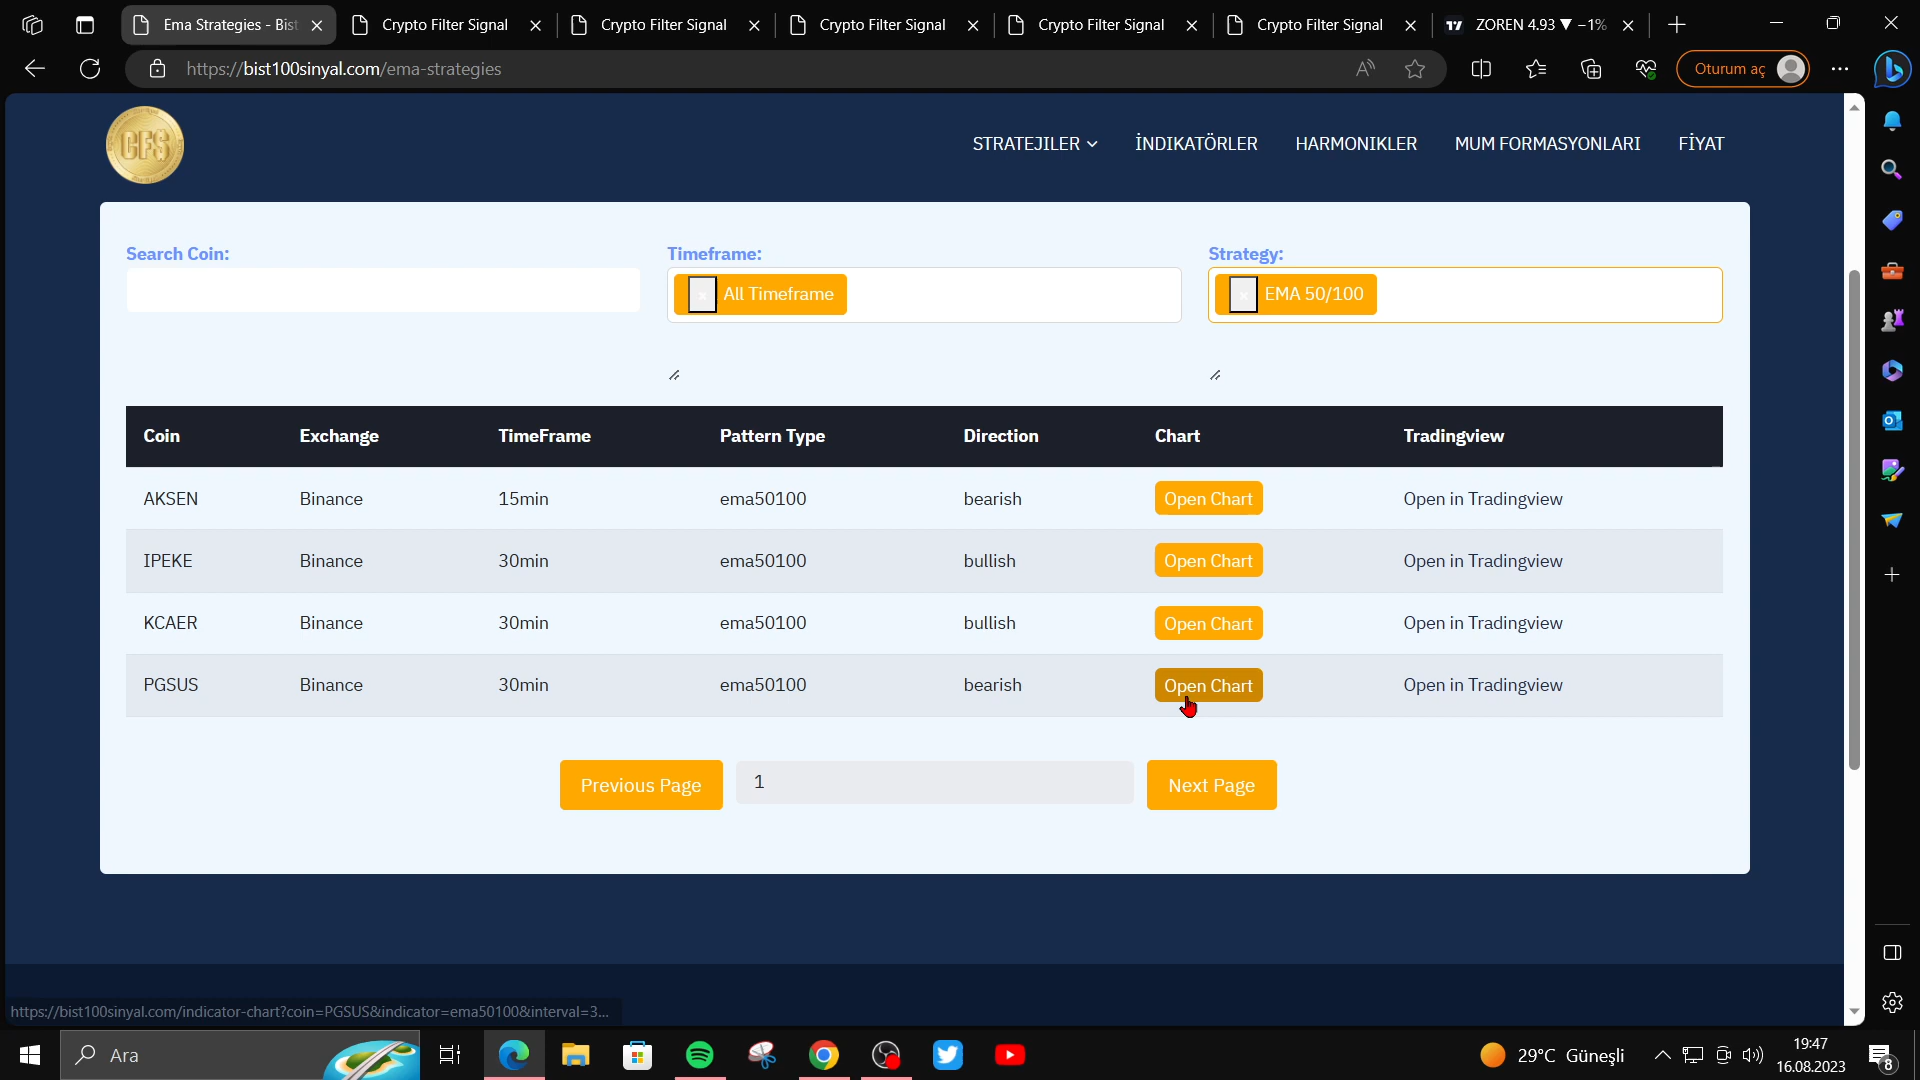 Ema Strategies - Bist
Crypto Filter Signal
Crypto Filter Signal
Crypto Filter Signal
Crypto Filter Signal
Crypto Filter Signal
ZOREN 4.93 ▼ −1%
https://bist100sinyal.com/ema-strategies
Oturum aç
CFS
STRATEJILER
İNDIKATÖRLER
HARMONIKLER
MUM FORMASYONLARI
FİYAT
Search Coin:
Timeframe:
Strategy:
× All Timeframe
× EMA 50/100
Coin Exchange TimeFrame Pattern Type Direction Chart Tradingview
AKSEN Binance 15min ema50100 bearish Open Chart Open in Tradingview
IPEKE Binance 30min ema50100 bullish Open Chart Open in Tradingview
KCAER Binance 30min ema50100 bullish Open Chart Open in Tradingview
PGSUS Binance 30min ema50100 bearish Open Chart Open in Tradingview
Previous Page 1 Next Page
https://bist100sinyal.com/indicator-chart?coin=PGSUS&indicator=ema50100&interval=3...
Ara
29°C Güneşli
19:47
16.08.2023
8